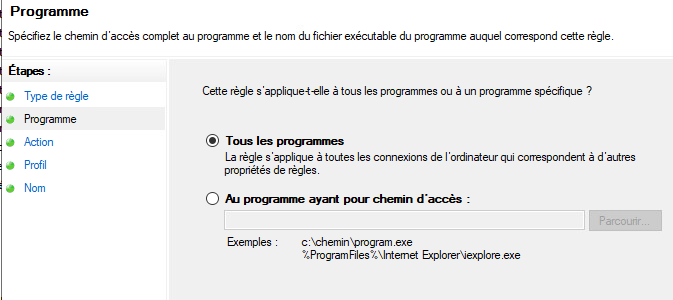 Programme
Spécifiez le chemin d'accès complet au programme et le nom du fichier exécutable du programme auquel correspond cette règle.
Étapes :
Type de règle
Programme
Action
Profil
Nom
Cette règle s'applique-t-elle à tous les programmes ou à un programme spécifique ?
Tous les programmes
La règle s'applique à toutes les connexions de l'ordinateur qui correspondent à d'autres
propriétés de règles.
Au programme ayant pour chemin d'accès :
Parcourir...
Exemples :
c:\chemin\program.exe
%ProgramFiles%\Internet Explorer\iexplore.exe